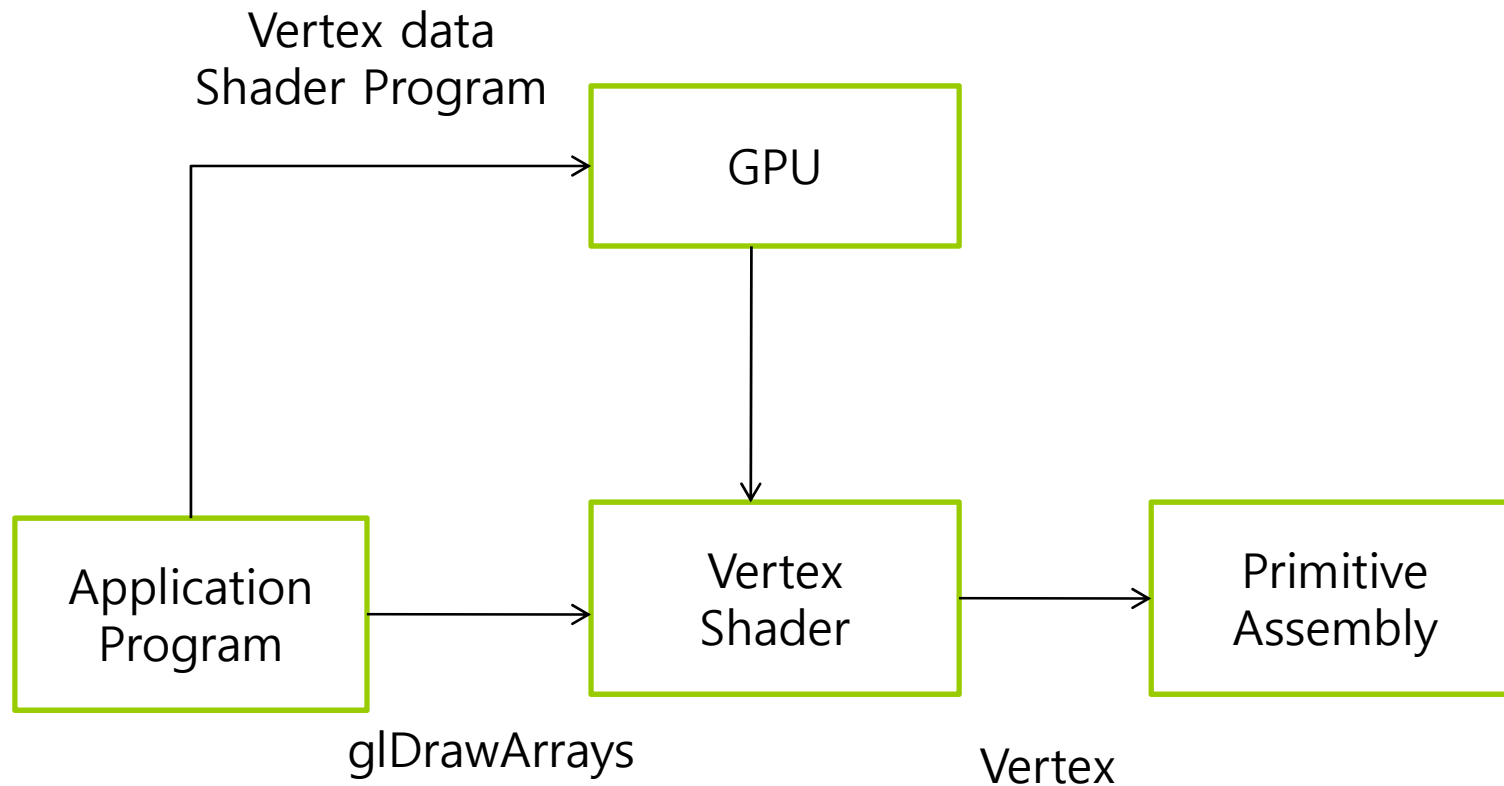 Vertex data
Shader Program
GPU
Application
Program
Vertex
Shader
Primitive
Assembly
glDrawArrays
Vertex